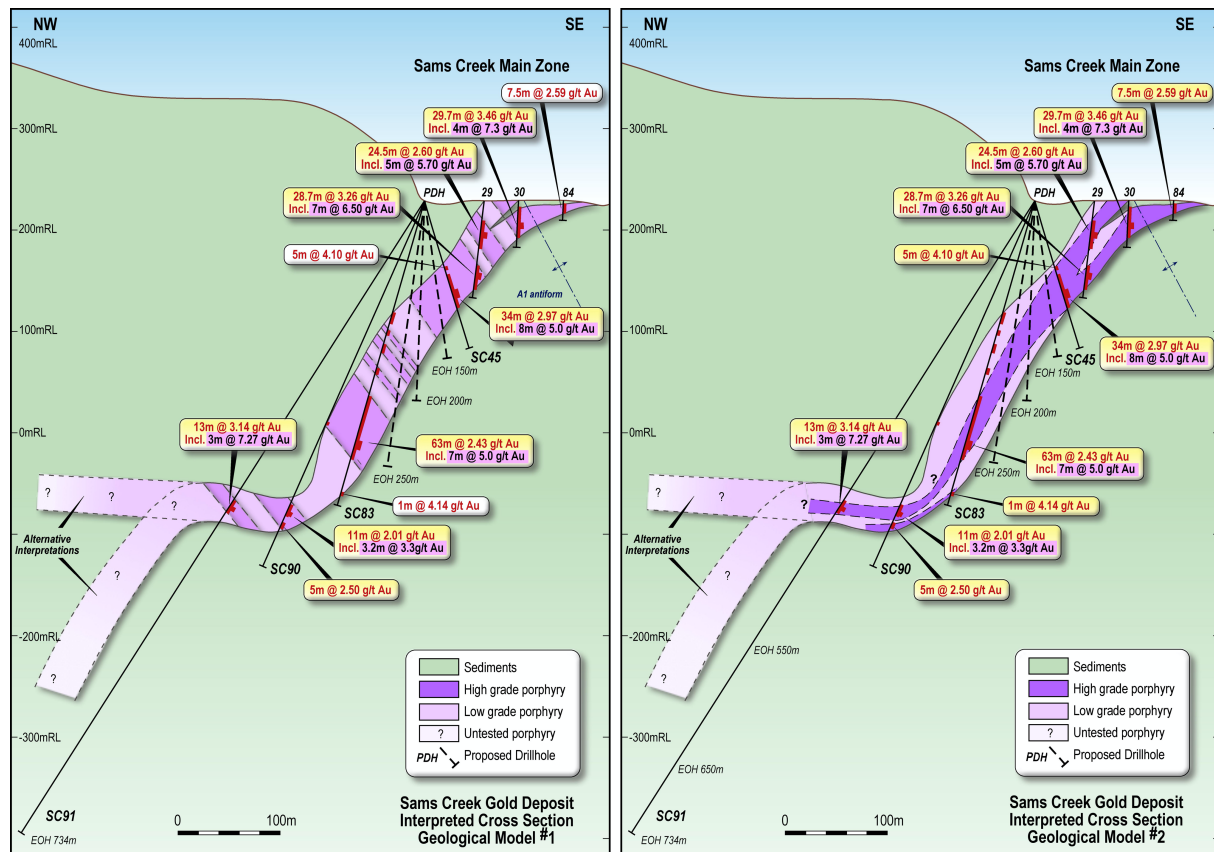 NW
SE
400mRL
Sams Creek Main Zone
7.5m @ 2.59 g/t Au
29.7m @ 3.46 g/t Au
Incl. 4m @ 7.3 g/t Au
300mRL
24.5m @ 2.60 g/t Au
Incl. 5m @ 5.70 g/t Au
28.7m @ 3.26 g/t Au
Incl. 7m @ 6.50 g/t Au
PDH
29
30
84
200mRL
5m @ 4.10 g/t Au
A1 antiform
34m @ 2.97 g/t Au
Incl. 8m @ 5.0 g/t Au
100mRL
SC45
EOH 150m
EOH 200m
13m @ 3.14 g/t Au
Incl. 3m @ 7.27 g/t Au
0mRL
63m @ 2.43 g/t Au
Incl. 7m @ 5.0 g/t Au
EOH 250m
?
?
?
1m @ 4.14 g/t Au
SC83
Alternative
Interpretations
11m @ 2.01 g/t Au
Incl. 3.2m @ 3.3g/t Au
?
SC90
5m @ 2.50 g/t Au
-200mRL
?
Sediments
High grade porphyry
Low grade porphyry
? Untested porphyry
PDH Proposed Drillhole
-300mRL
SC91
EOH 734m
0 100m
Sams Creek Gold Deposit
Interpreted Cross Section
Geological Model #1
NW
SE
400mRL
Sams Creek Main Zone
7.5m @ 2.59 g/t Au
29.7m @ 3.46 g/t Au
Incl. 4m @ 7.3 g/t Au
300mRL
24.5m @ 2.60 g/t Au
Incl. 5m @ 5.70 g/t Au
28.7m @ 3.26 g/t Au
Incl. 7m @ 6.50 g/t Au
PDH
29
30
84
200mRL
5m @ 4.10 g/t Au
A1 antiform
34m @ 2.97 g/t Au
Incl. 8m @ 5.0 g/t Au
100mRL
SC45
EOH 150m
EOH 200m
13m @ 3.14 g/t Au
Incl. 3m @ 7.27 g/t Au
0mRL
63m @ 2.43 g/t Au
Incl. 7m @ 5.0 g/t Au
EOH 250m
?
?
?
?
?
1m @ 4.14 g/t Au
SC83
Alternative
Interpretations
11m @ 2.01 g/t Au
Incl. 3.2m @ 3.3g/t Au
?
SC90
5m @ 2.50 g/t Au
-200mRL
EOH 550m
?
Sediments
High grade porphyry
Low grade porphyry
? Untested porphyry
PDH Proposed Drillhole
-300mRL
EOH 650m
SC91
EOH 734m
0 100m
Sams Creek Gold Deposit
Interpreted Cross Section
Geological Model #2